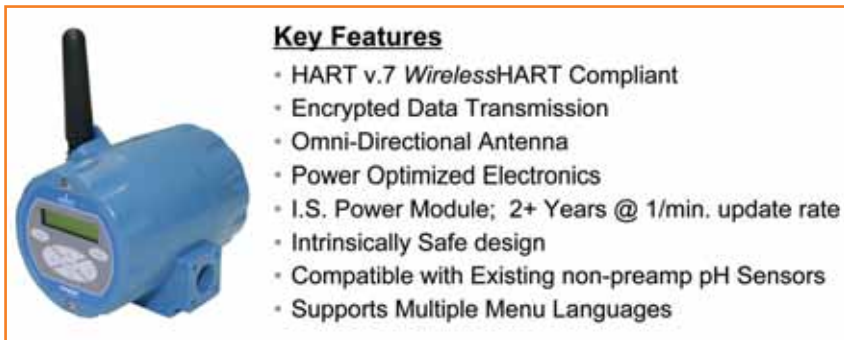 Key Features
• HART v.7 WirelessHART Compliant
• Encrypted Data Transmission
• Omni-Directional Antenna
• Power Optimized Electronics
• I.S. Power Module; 2+ Years @ 1/min. update rate
• Intrinsically Safe design
• Compatible with Existing non-preamp pH Sensors
• Supports Multiple Menu Languages